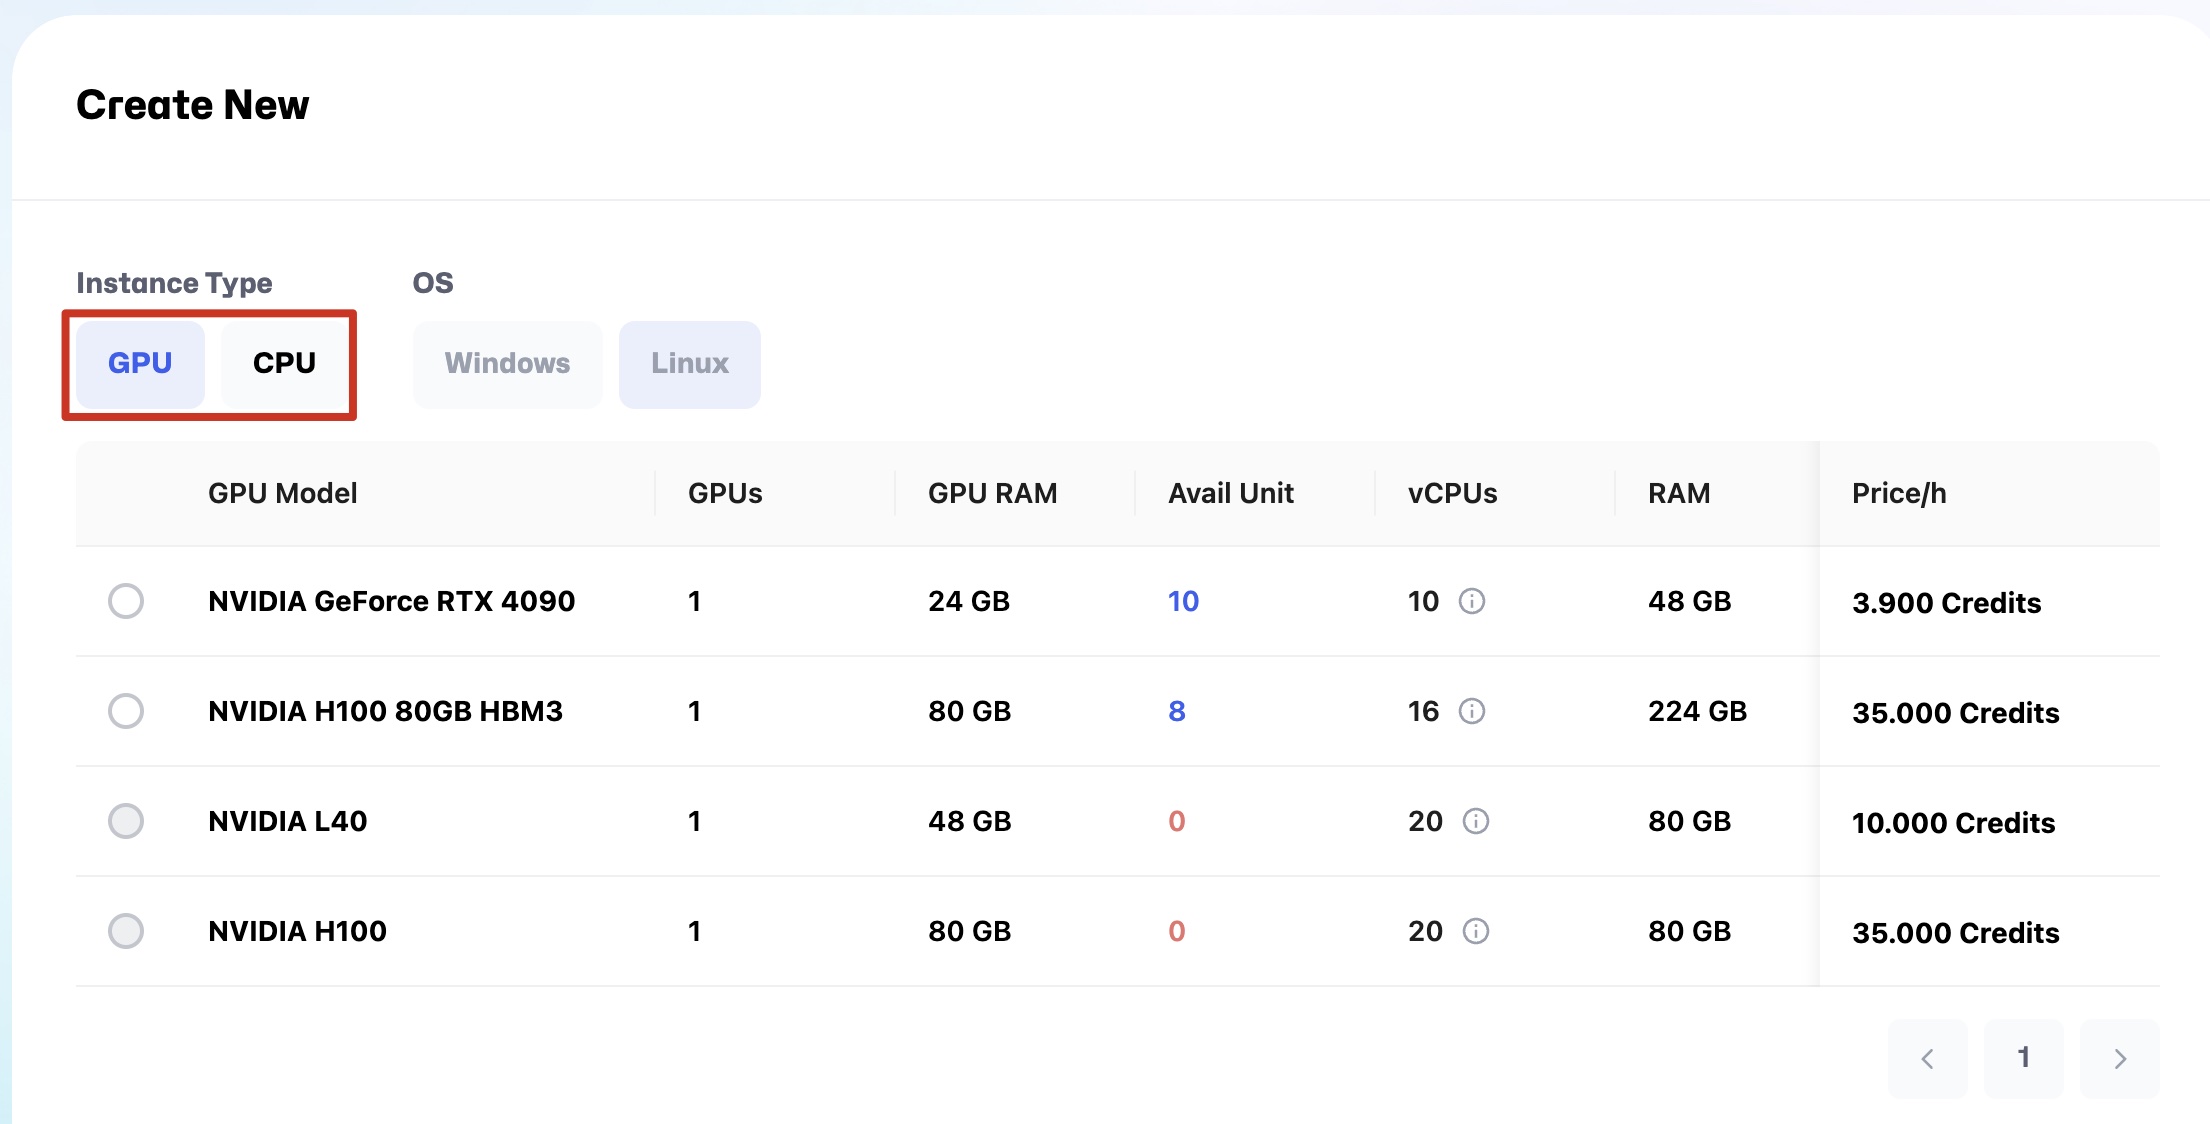 Create New
Instance Type OS
GPU CPU Windows Linux
GPU Model GPUs GPU RAM Avail Unit vCPUs RAM Price/h
NVIDIA GeForce RTX 4090 1 24 GB 10 10 48 GB 3.900 Credits
NVIDIA H100 80GB HBM3 1 80 GB 8 16 224 GB 35.000 Credits
NVIDIA L40 1 48 GB 0 20 80 GB 10.000 Credits
NVIDIA H100 1 80 GB 0 20 80 GB 35.000 Credits
1